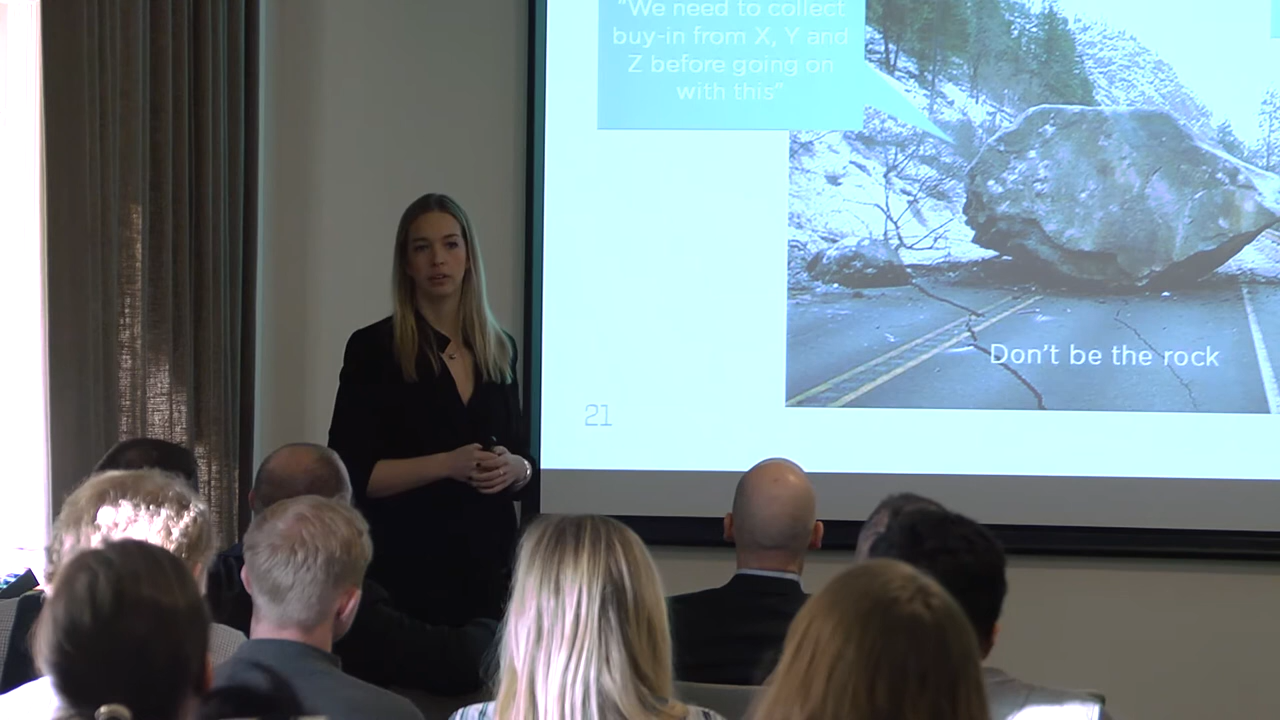 "We need to collect
buy-in from X, Y and
Z before going on
with this"
Don't be the rock
21